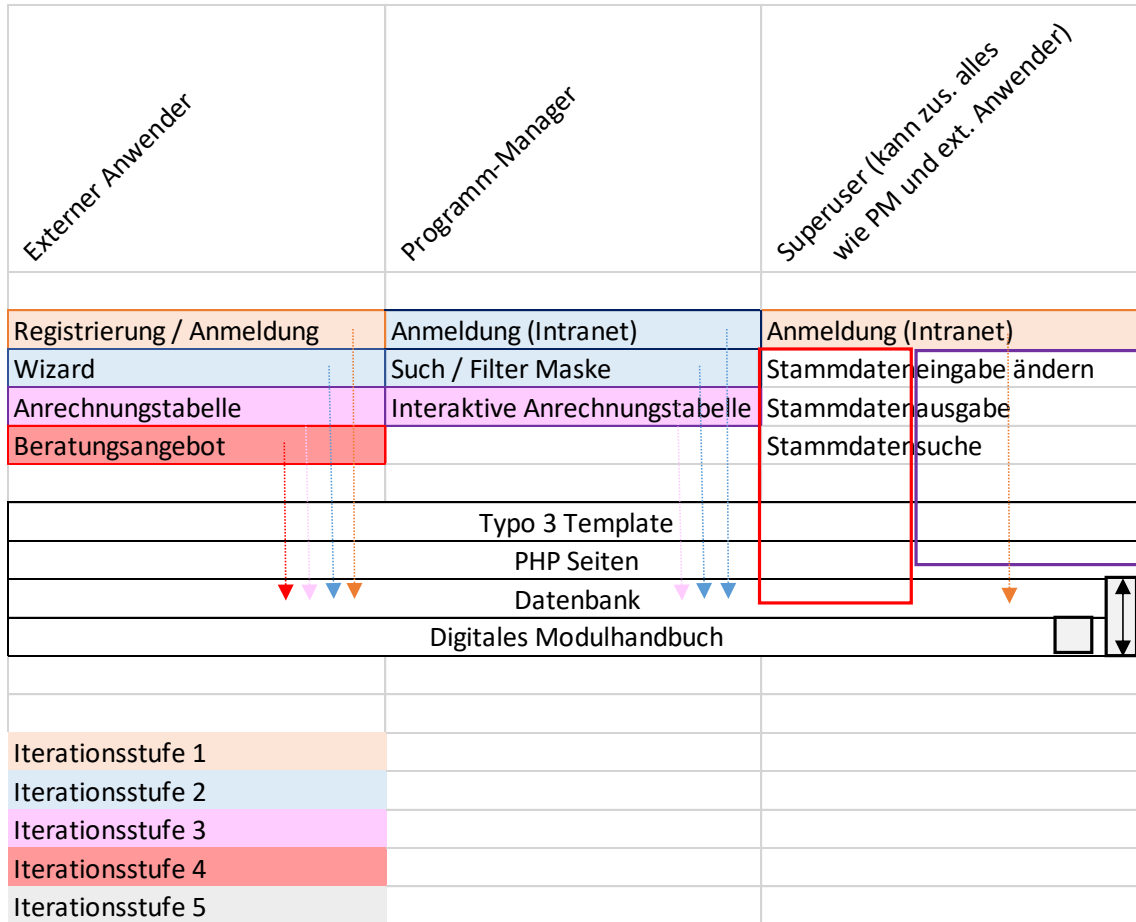 Externer Anwender
Programm-Manager
Superuser (kann zus. alles
wie PM und ext. Anwender)
Registrierung / Anmeldung
Anmeldung (Intranet)
Anmeldung (Intranet)
Wizard
Such / Filter Maske
Stammdateneingabe ändern
Anrechnungstabelle
Interaktive Anrechnungstabelle
Stammdatenausgabe
Beratungsangebot
Stammdatensuche
Typo 3 Template
PHP Seiten
Datenbank
Digitales Modulhandbuch
Iterationsstufe 1
Iterationsstufe 2
Iterationsstufe 3
Iterationsstufe 4
Iterationsstufe 5